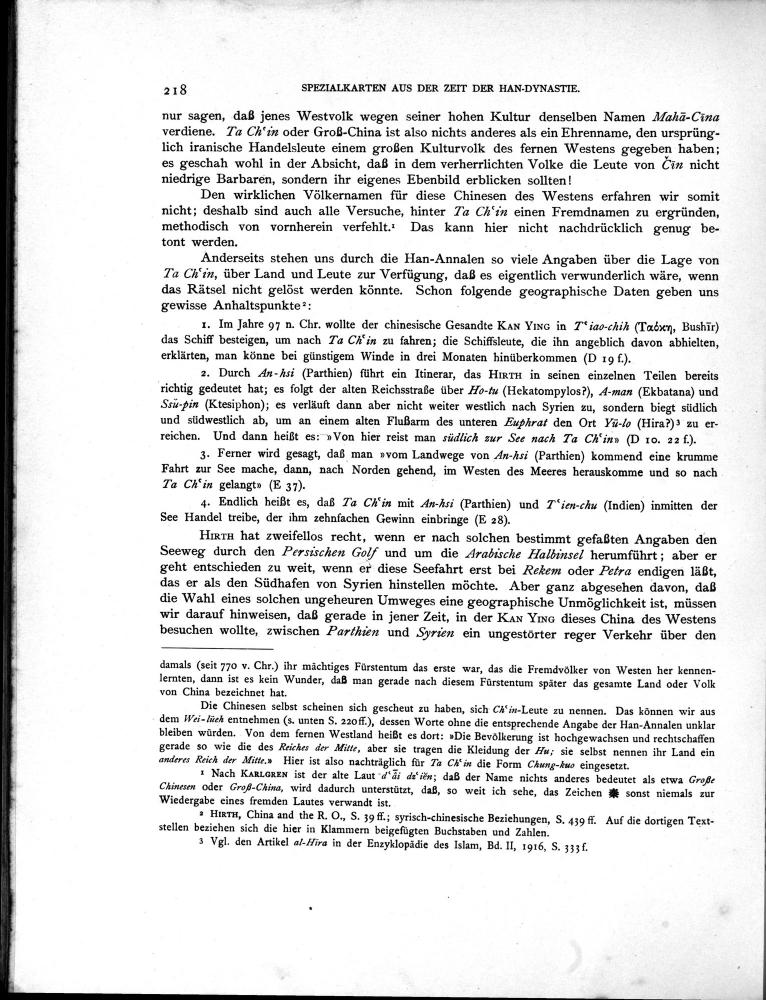 218
SPEZIALKARTEN AUS DER ZEIT DER HAN-DYNASTIE.
nur sagen, daß jenes Westvolk wegen seiner hohen Kultur denselben Namen Mahā-Cīna
verdiene. Ta Chʿin oder Groß-China ist also nichts anderes als ein Ehrenname, den ursprüng-
lich iranische Handelsleute einem großen Kulturvolk des fernen Westens gegeben haben;
es geschah wohl in der Absicht, daß in dem verherrlichten Volke die Leute von Čīn nicht
niedrige Barbaren, sondern ihr eigenes Ebenbild erblicken sollten!
Den wirklichen Völkernamen für diese Chinesen des Westens erfahren wir somit
nicht; deshalb sind auch alle Versuche, hinter Ta Chʿin einen Fremdnamen zu ergründen,
methodisch von vornherein verfehlt.¹ Das kann hier nicht nachdrücklich genug be-
tont werden.
Anderseits stehen uns durch die Han-Annalen so viele Angaben über die Lage von
Ta Chʿin, über Land und Leute zur Verfügung, daß es eigentlich verwunderlich wäre, wenn
das Rätsel nicht gelöst werden könnte. Schon folgende geographische Daten geben uns
gewisse Anhaltspunkte²:
1. Im Jahre 97 n. Chr. wollte der chinesische Gesandte KAN YING in Tʿiao-chih (Ταόκη, Bushīr)
das Schiff besteigen, um nach Ta Chʿin zu fahren; die Schiffsleute, die ihn angeblich davon abhielten,
erklärten, man könne bei günstigem Winde in drei Monaten hinüberkommen (D 19 f.).
2. Durch An-hsi (Parthien) führt ein Itinerar, das HIRTH in seinen einzelnen Teilen bereits
richtig gedeutet hat; es folgt der alten Reichsstraße über Ho-tu (Hekatompylos?), A-man (Ekbatana) und
Ssŭ-pin (Ktesiphon); es verläuft dann aber nicht weiter westlich nach Syrien zu, sondern biegt südlich
und südwestlich ab, um an einem alten Flußarm des unteren Euphrat den Ort Yü-lo (Hira?)³ zu er-
reichen. Und dann heißt es: »Von hier reist man südlich zur See nach Ta Chʿin» (D 10. 22 f.).
3. Ferner wird gesagt, daß man »vom Landwege von An-hsi (Parthien) kommend eine krumme
Fahrt zur See mache, dann, nach Norden gehend, im Westen des Meeres herauskomme und so nach
Ta Chʿin gelangt» (E 37).
4. Endlich heißt es, daß Ta Chʿin mit An-hsi (Parthien) und Tʿien-chu (Indien) inmitten der
See Handel treibe, der ihm zehnfachen Gewinn einbringe (E 28).
HIRTH hat zweifellos recht, wenn er nach solchen bestimmt gefaßten Angaben den
Seeweg durch den Persischen Golf und um die Arabische Halbinsel herumführt; aber er
geht entschieden zu weit, wenn er diese Seefahrt erst bei Rekem oder Petra endigen läßt,
das er als den Südhafen von Syrien hinstellen möchte. Aber ganz abgesehen davon, daß
die Wahl eines solchen ungeheuren Umweges eine geographische Unmöglichkeit ist, müssen
wir darauf hinweisen, daß gerade in jener Zeit, in der KAN YING dieses China des Westens
besuchen wollte, zwischen Parthien und Syrien ein ungestörter reger Verkehr über den
damals (seit 770 v. Chr.) ihr mächtiges Fürstentum das erste war, das die Fremdvölker von Westen her kennen-
lernten, dann ist es kein Wunder, daß man gerade nach diesem Fürstentum später das gesamte Land oder Volk
von China bezeichnet hat.
Die Chinesen selbst scheinen sich gescheut zu haben, sich Chʿin-Leute zu nennen. Das können wir aus
dem Wei-lüeh entnehmen (s. unten S. 220ff.), dessen Worte ohne die entsprechende Angabe der Han-Annalen unklar
bleiben würden. Von dem fernen Westland heißt es dort: »Die Bevölkerung ist hochgewachsen und rechtschaffen
gerade so wie die des Reiches der Mitte, aber sie tragen die Kleidung der Hu; sie selbst nennen ihr Land ein
anderes Reich der Mitte.» Hier ist also nachträglich für Ta Chʿin die Form Chung-kuo eingesetzt.
¹ Nach KARLGREN ist der alte Laut dʿâi dzʿiĕn; daß der Name nichts anderes bedeutet als etwa Große
Chinesen oder Groß-China, wird dadurch unterstützt, daß, so weit ich sehe, das Zeichen 秦 sonst niemals zur
Wiedergabe eines fremden Lautes verwandt ist.
² HIRTH, China and the R. O., S. 39 ff.; syrisch-chinesische Beziehungen, S. 439 ff. Auf die dortigen Text-
stellen beziehen sich die hier in Klammern beigefügten Buchstaben und Zahlen.
3 Vgl. den Artikel al-Hīra in der Enzyklopädie des Islam, Bd. II, 1916, S. 333 f.